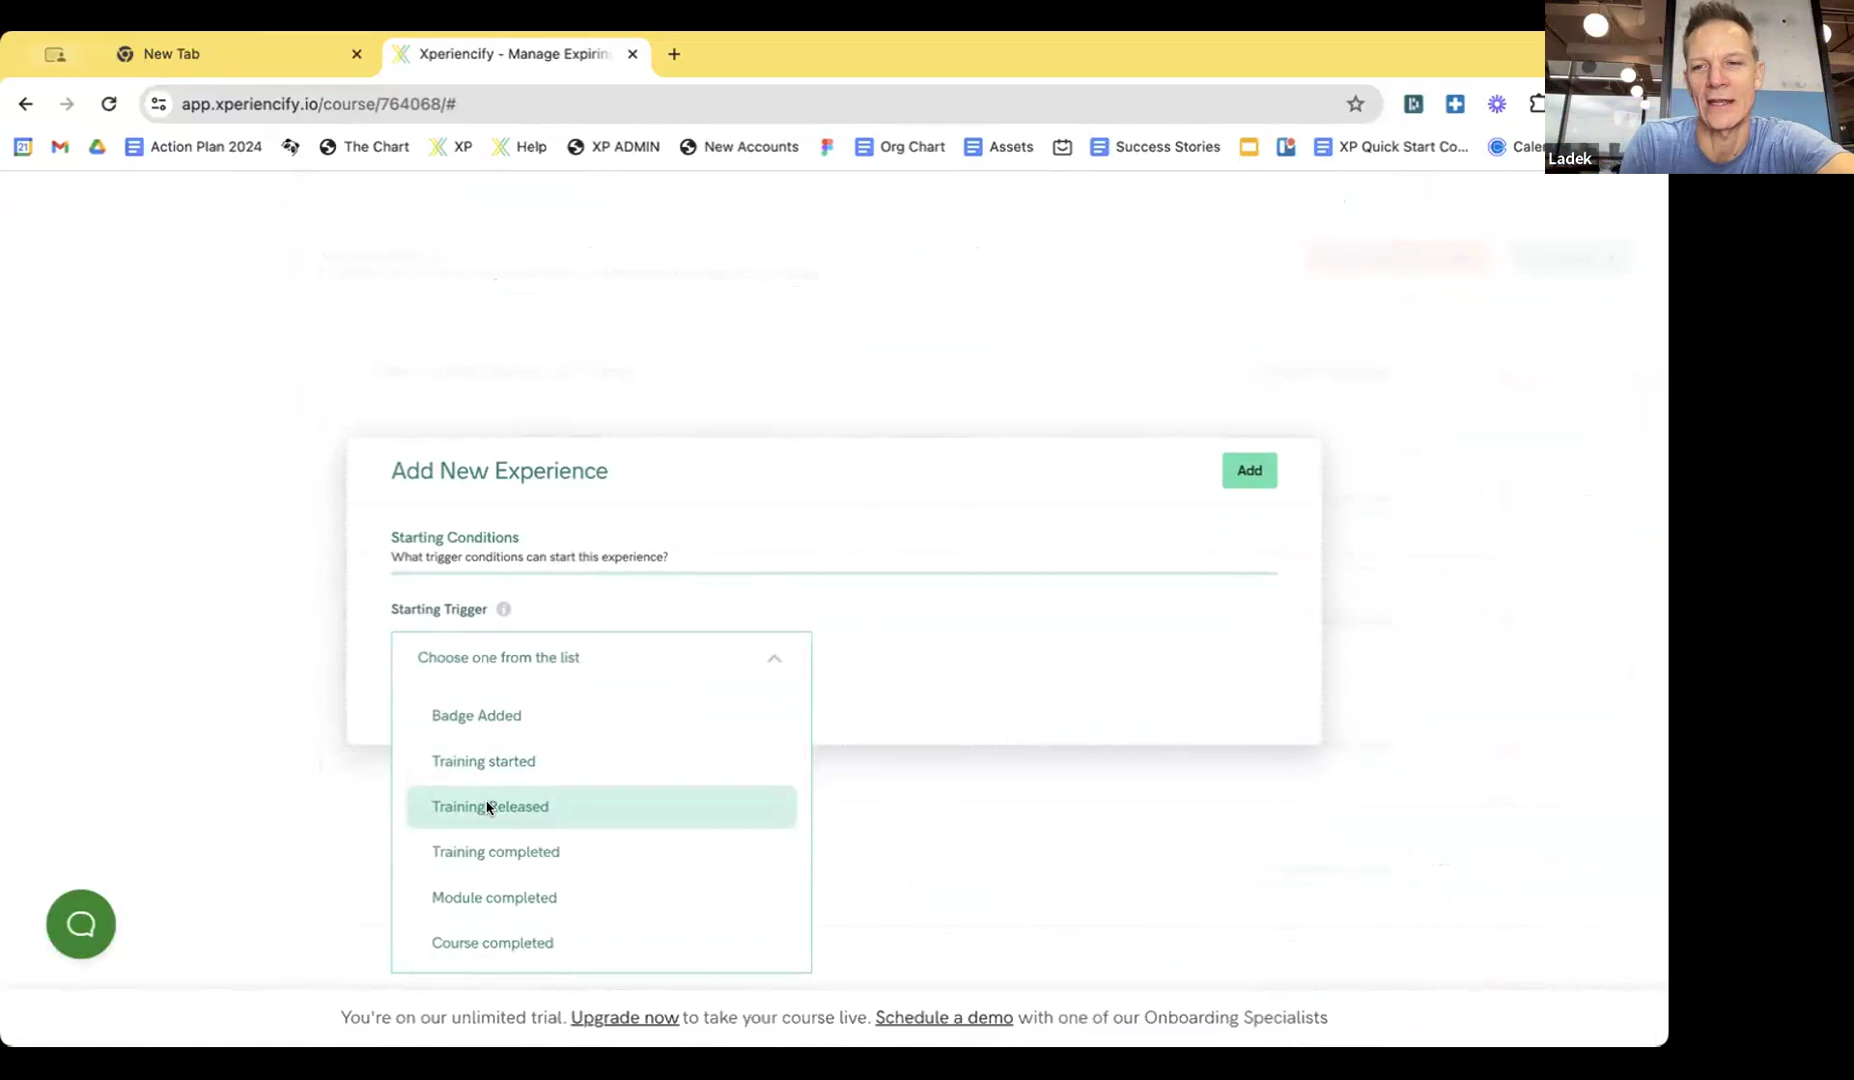 New Tab
Xperiencify - Manage Expirin
app.xperiencify.io/course/764068/#
21 Action Plan 2024 The Chart XP Help XP ADMIN New Accounts Org Chart Assets Success Stories XP Quick Start Co... Caler
Ladek
Add New Experience
Add
Starting Conditions
What trigger conditions can start this experience?
Starting Trigger
Choose one from the list
Badge Added
Training started
Training Released
Training completed
Module completed
Course completed
You're on our unlimited trial. Upgrade now to take your course live. Schedule a demo with one of our Onboarding Specialists